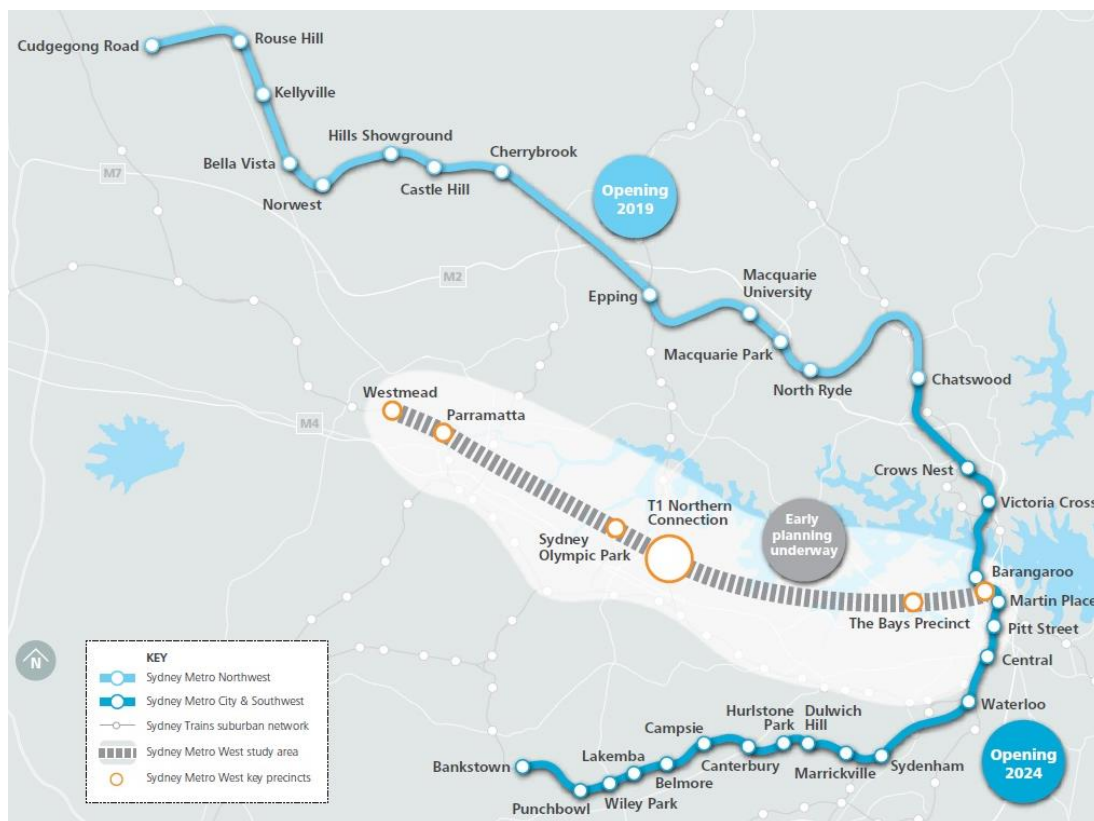 Cudgegong Road
Rouse Hill
Kellyville
Bella Vista
Norwest
Hills Showground
Castle Hill
Cherrybrook
Opening
2019
M7
M2
Epping
Macquarie
University
Macquarie Park
North Ryde
Chatswood
Westmead
Parramatta
M4
Crows Nest
Victoria Cross
T1 Northern
Connection
Sydney
Olympic Park
Early
planning
underway
Barangaroo
Martin Place
The Bays Precinct
Pitt Street
Central
Waterloo
Hurlstone
Park
Dulwich
Hill
Campsie
Lakemba
Bankstown
Canterbury
Marrickville
Sydenham
Belmore
Wiley Park
Punchbowl
Opening
2024
N
KEY
Sydney Metro Northwest
Sydney Metro City & Southwest
Sydney Trains suburban network
Sydney Metro West study area
Sydney Metro West key precincts